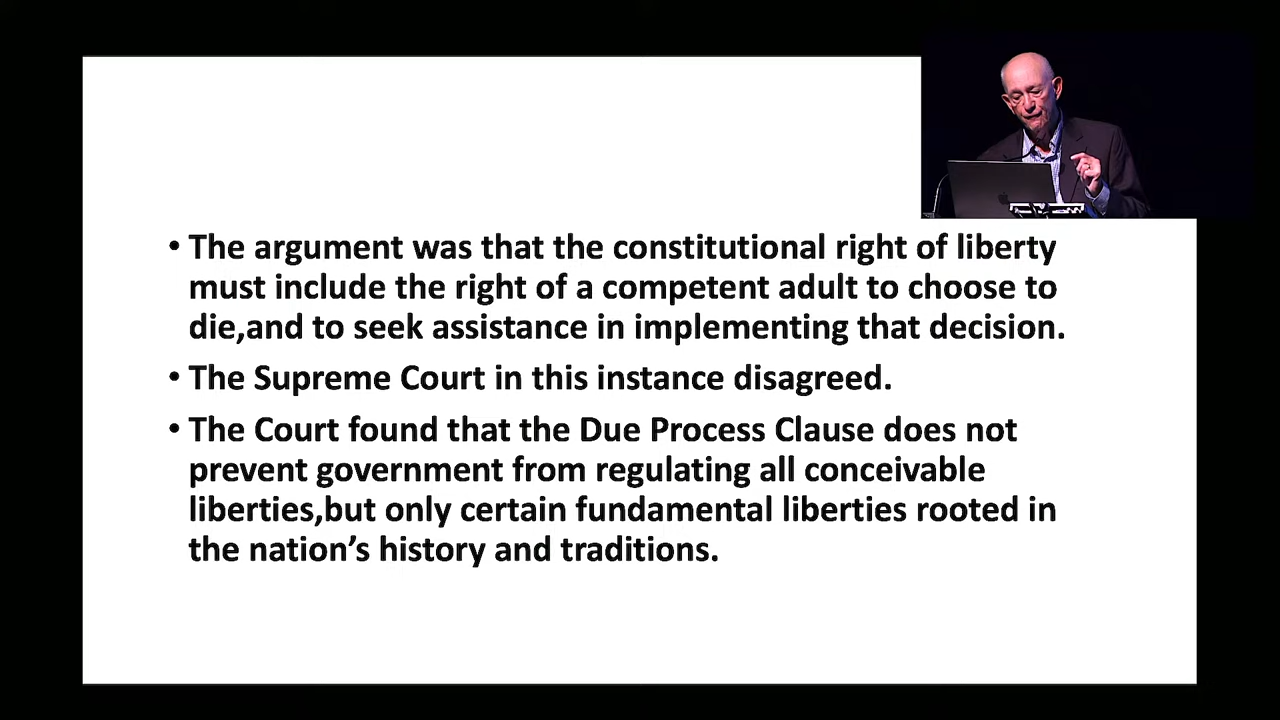 • The argument was that the constitutional right of liberty
must include the right of a competent adult to choose to
die,and to seek assistance in implementing that decision.
• The Supreme Court in this instance disagreed.
• The Court found that the Due Process Clause does not
prevent government from regulating all conceivable
liberties,but only certain fundamental liberties rooted in
the nation’s history and traditions.